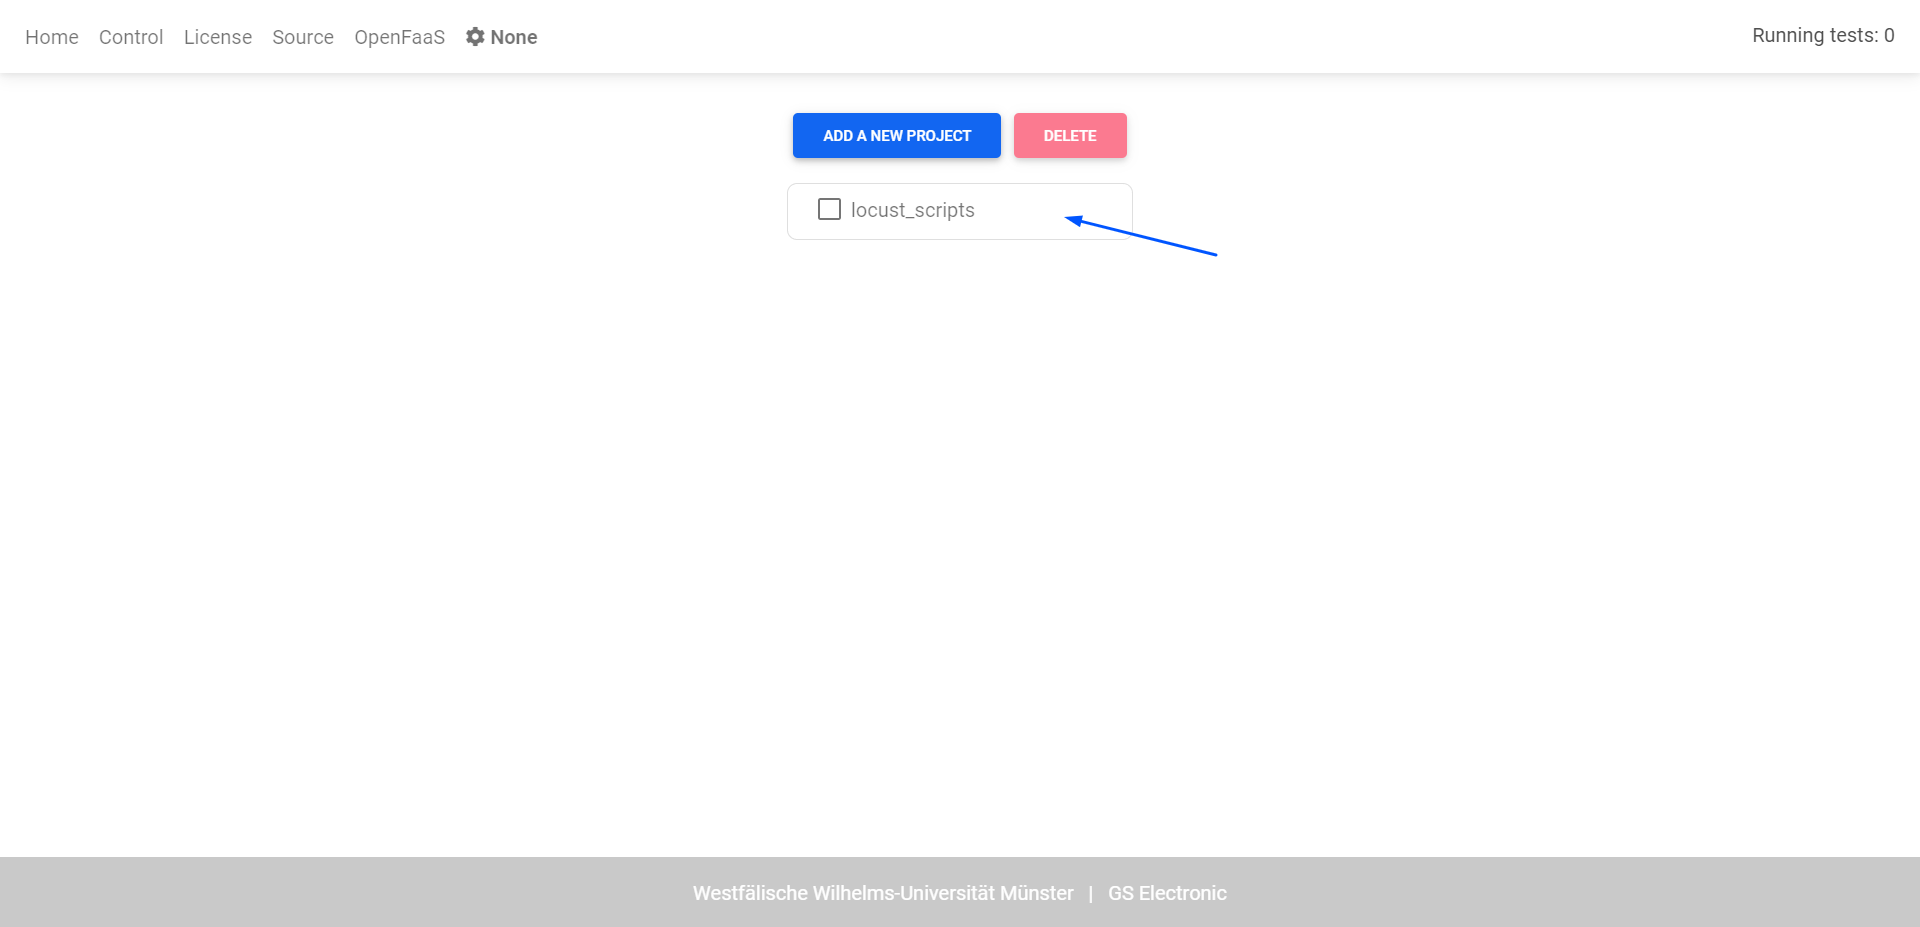 Home Control License Source OpenFaaS None Running tests: 0
ADD A NEW PROJECT DELETE
locust_scripts
Westfälische Wilhelms-Universität Münster | GS Electronic